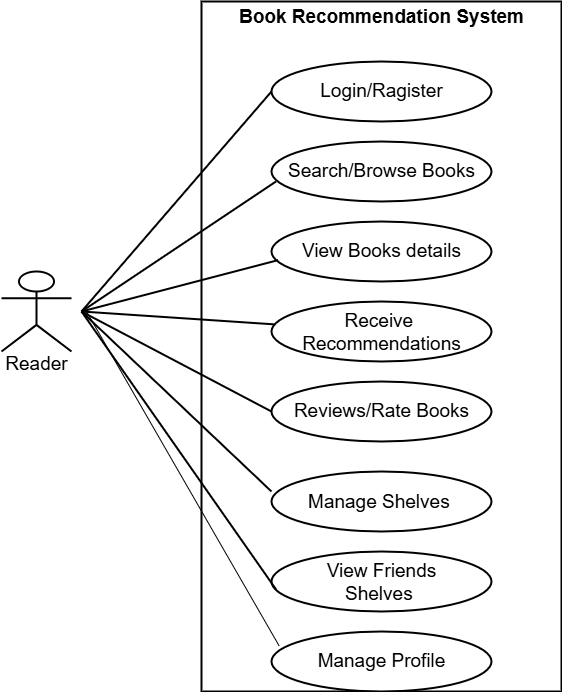 Book Recommendation System
Login/Ragister
Search/Browse Books
View Books details
Receive
Recommendations
Reader
Reviews/Rate Books
Manage Shelves
View Friends
Shelves
Manage Profile